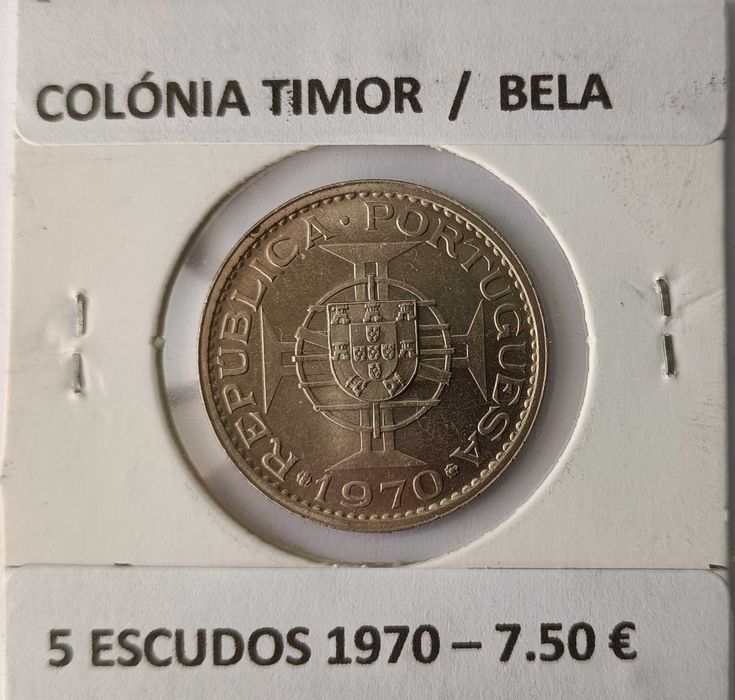 COLÓNIA TIMOR / BELA
REPÚBLICA · PORTUGUESA
1970
5 ESCUDOS 1970 – 7.50 €